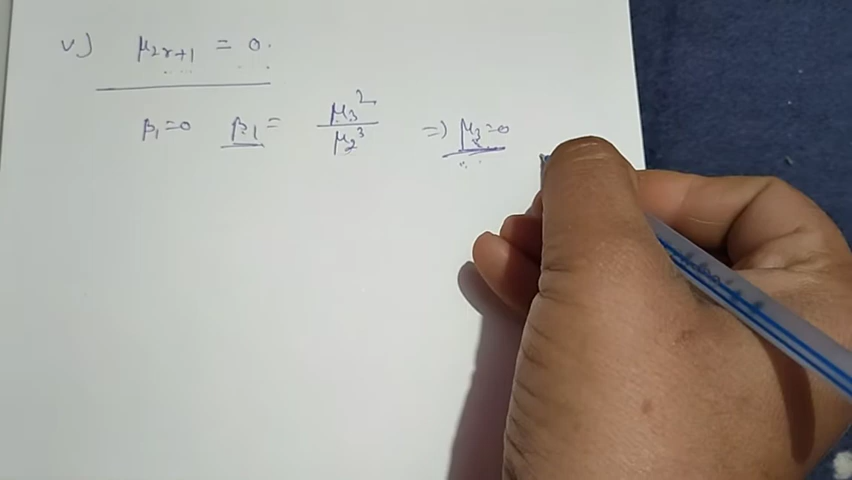 v) μ2r+1 = 0.
β1=0 β1 = μ3² / μ2³ => μ3=0